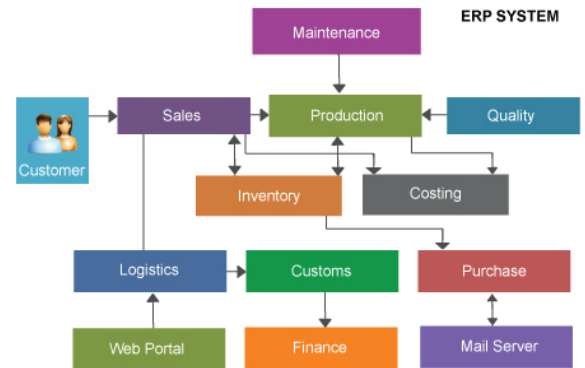 ERP SYSTEM
Maintenance
Sales
Production
Quality
Customer
Inventory
Costing
Logistics
Customs
Purchase
Web Portal
Finance
Mail Server